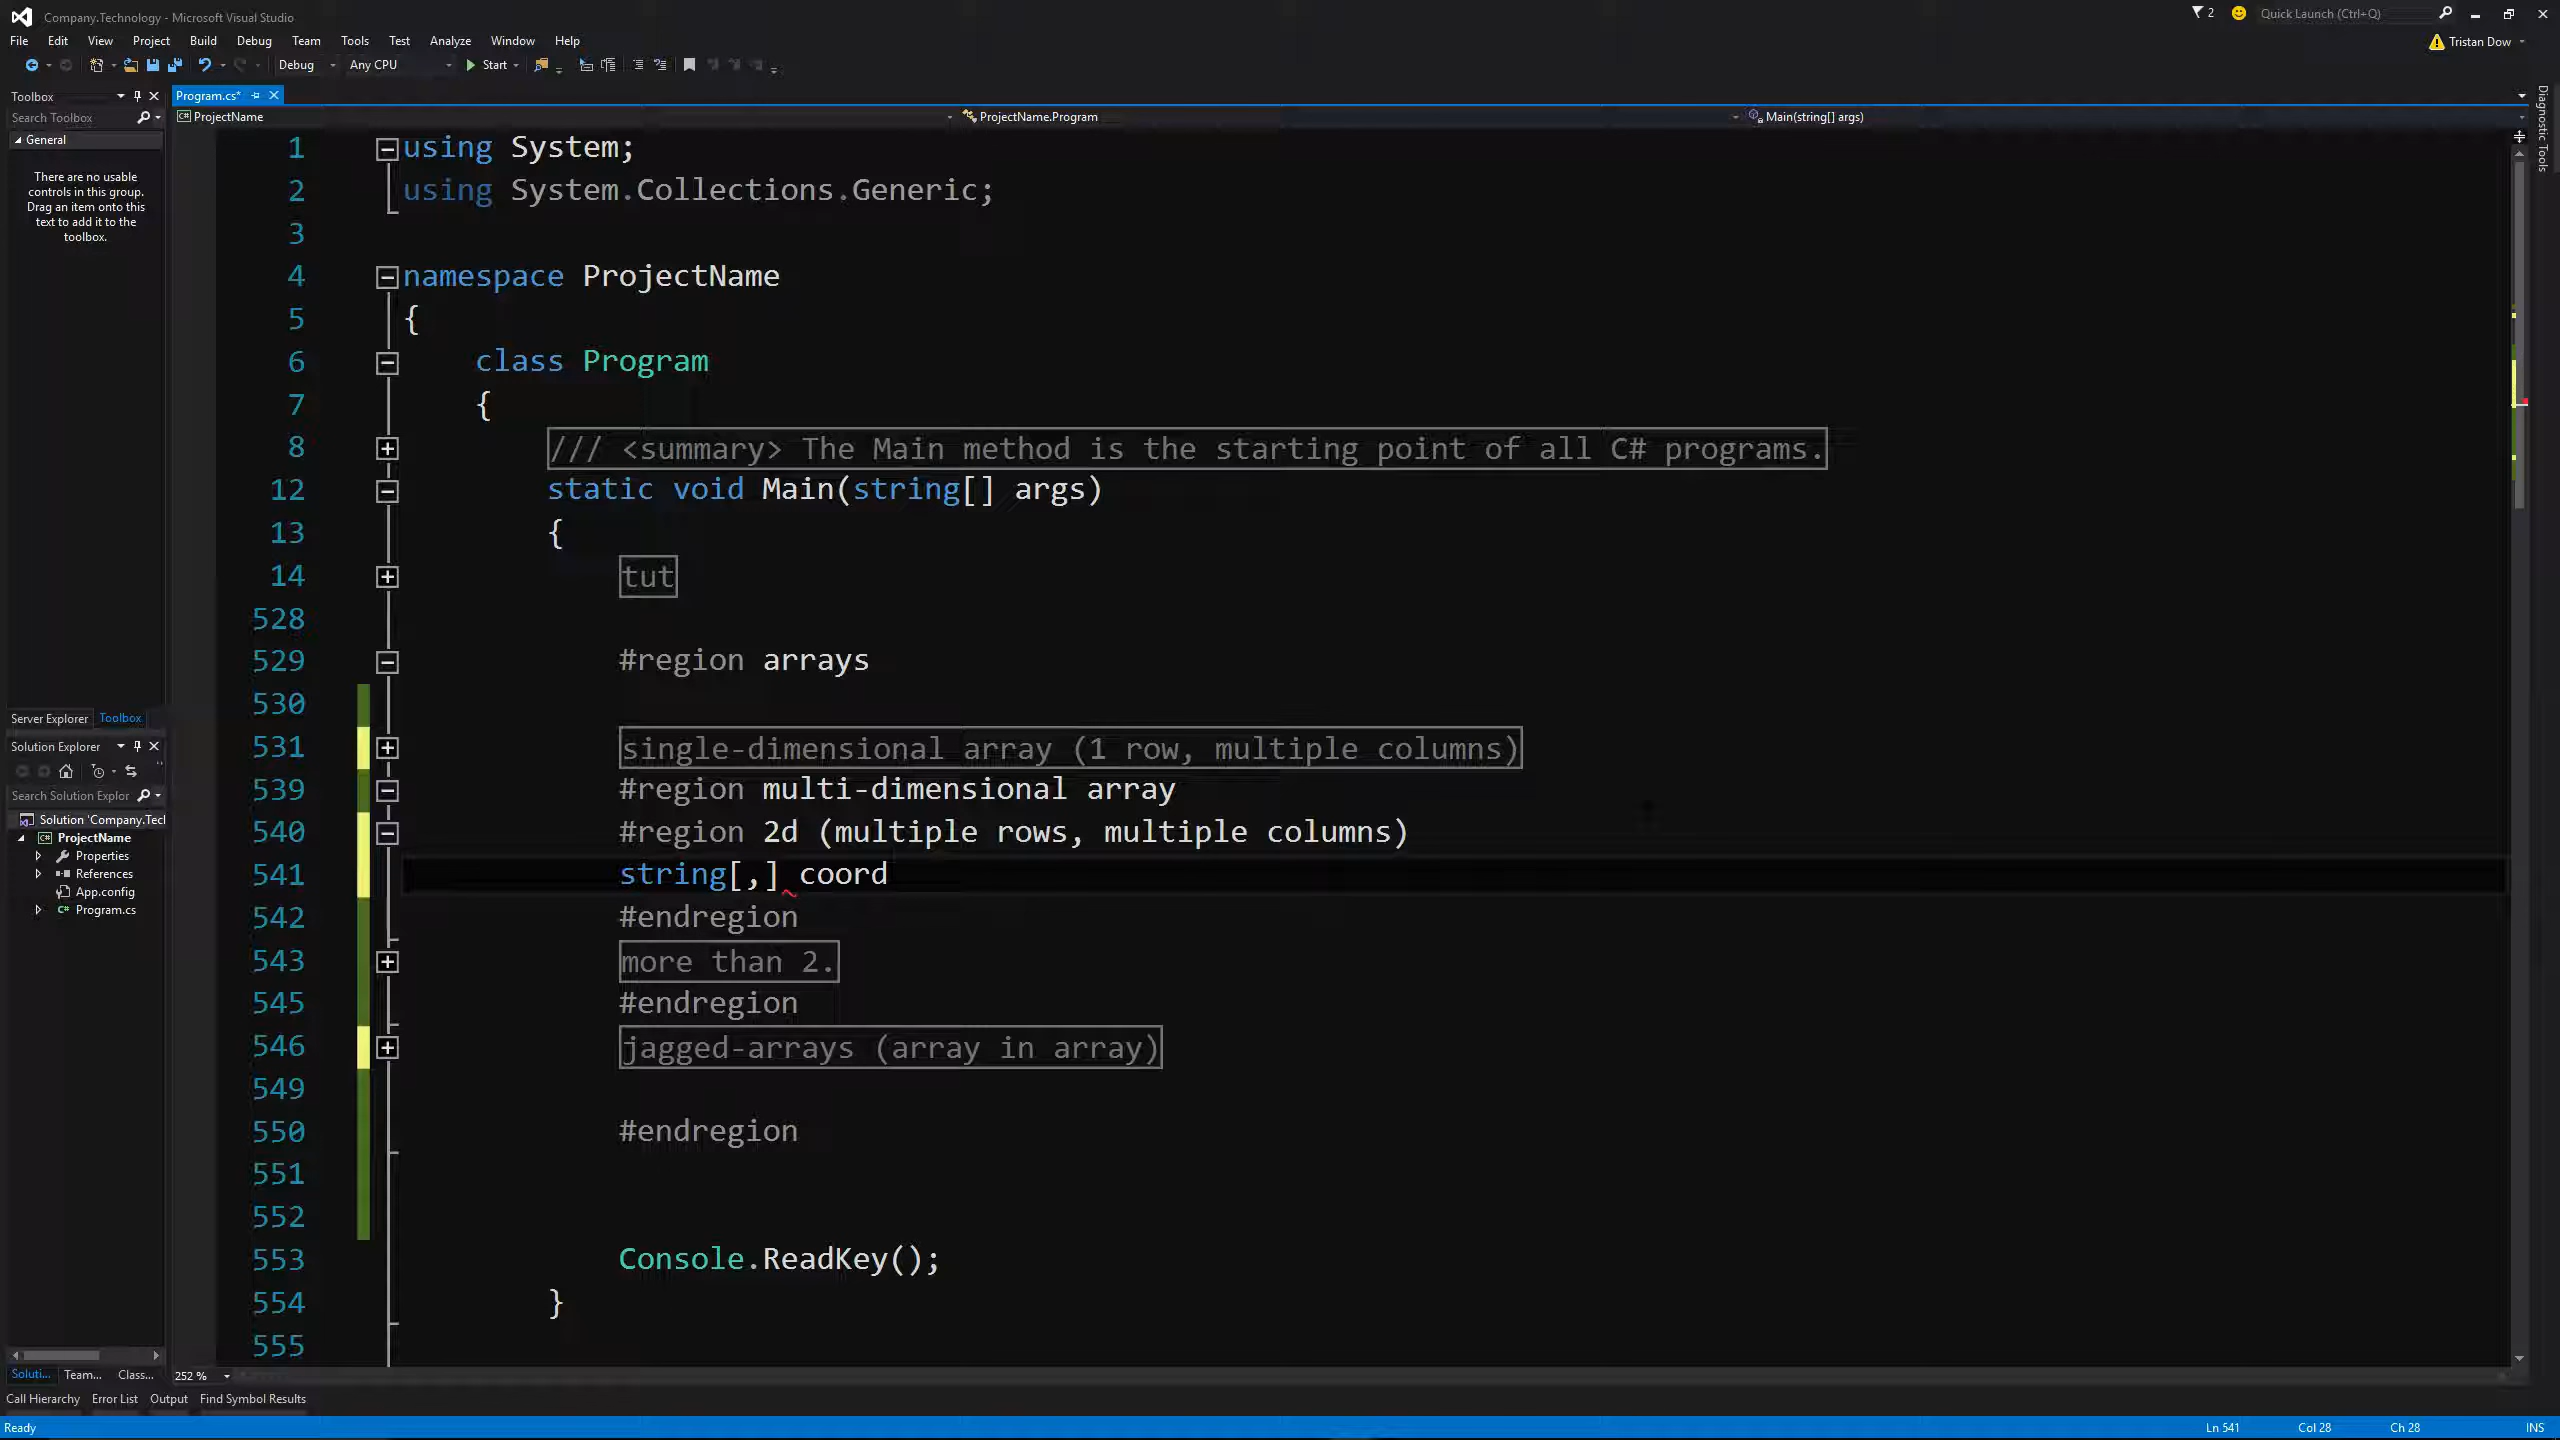 Company.Technology - Microsoft Visual Studio
2
Quick Launch (Ctrl+Q)
File Edit View Project Build Debug Team Tools Test Analyze Window Help
Tristan Dow
Debug Any CPU Start
Toolbox
Program.cs*
Search Toolbox
ProjectName
ProjectName.Program
Main(string[] args)
General
There are no usable
controls in this group.
Drag an item onto this
text to add it to the
toolbox.
Diagnostic Tools
1 using System;
2 using System.Collections.Generic;
3
4 namespace ProjectName
5 {
6 class Program
7 {
8 /// <summary> The Main method is the starting point of all C# programs.
12 static void Main(string[] args)
13 {
14 tut
528
529 #region arrays
530
531 single-dimensional array (1 row, multiple columns)
539 #region multi-dimensional array
540 #region 2d (multiple rows, multiple columns)
541 string[,] coord
542 #endregion
543 more than 2.
545 #endregion
546 jagged-arrays (array in array)
549
550 #endregion
551
552
553 Console.ReadKey();
554 }
555
Server Explorer Toolbox
Solution Explorer
Search Solution Explor
Solution 'Company.Tecl
ProjectName
Properties
References
App.config
Program.cs
Soluti... Team... Class...
252 %
Call Hierarchy Error List Output Find Symbol Results
Ready
Ln 541 Col 28 Ch 28 INS